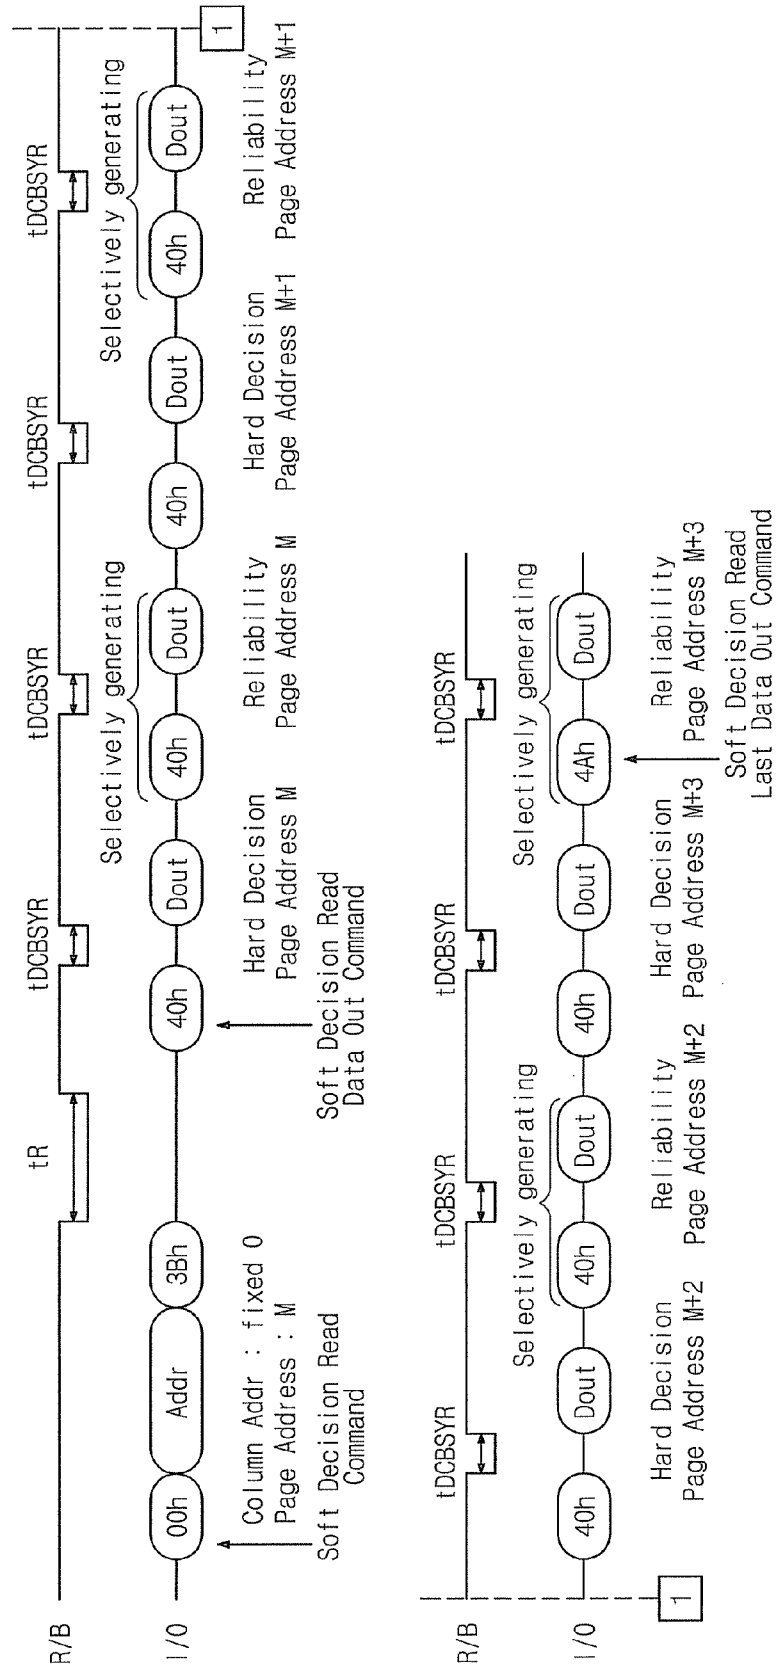 R/B
tR
tDCBSYR
tDCBSYR
tDCBSYR
tDCBSYR
Selectively generating
Selectively generating
I/O
00h
Addr
3Bh
40h
Dout
40h
Dout
40h
Dout
40h
Dout
1
Column Addr : fixed 0
Page Address : M
Hard Decision
Page Address M
Reliability
Page Address M
Hard Decision
Page Address M+1
Reliability
Page Address M+1
Soft Decision Read
Command
Soft Decision Read
Data Out Command
R/B
tDCBSYR
tDCBSYR
tDCBSYR
tDCBSYR
Selectively generating
Selectively generating
I/O
40h
Dout
40h
Dout
40h
Dout
4Ah
Dout
1
Hard Decision
Page Address M+2
Reliability
Page Address M+2
Hard Decision
Page Address M+3
Reliability
Page Address M+3
Soft Decision Read
Last Data Out Command